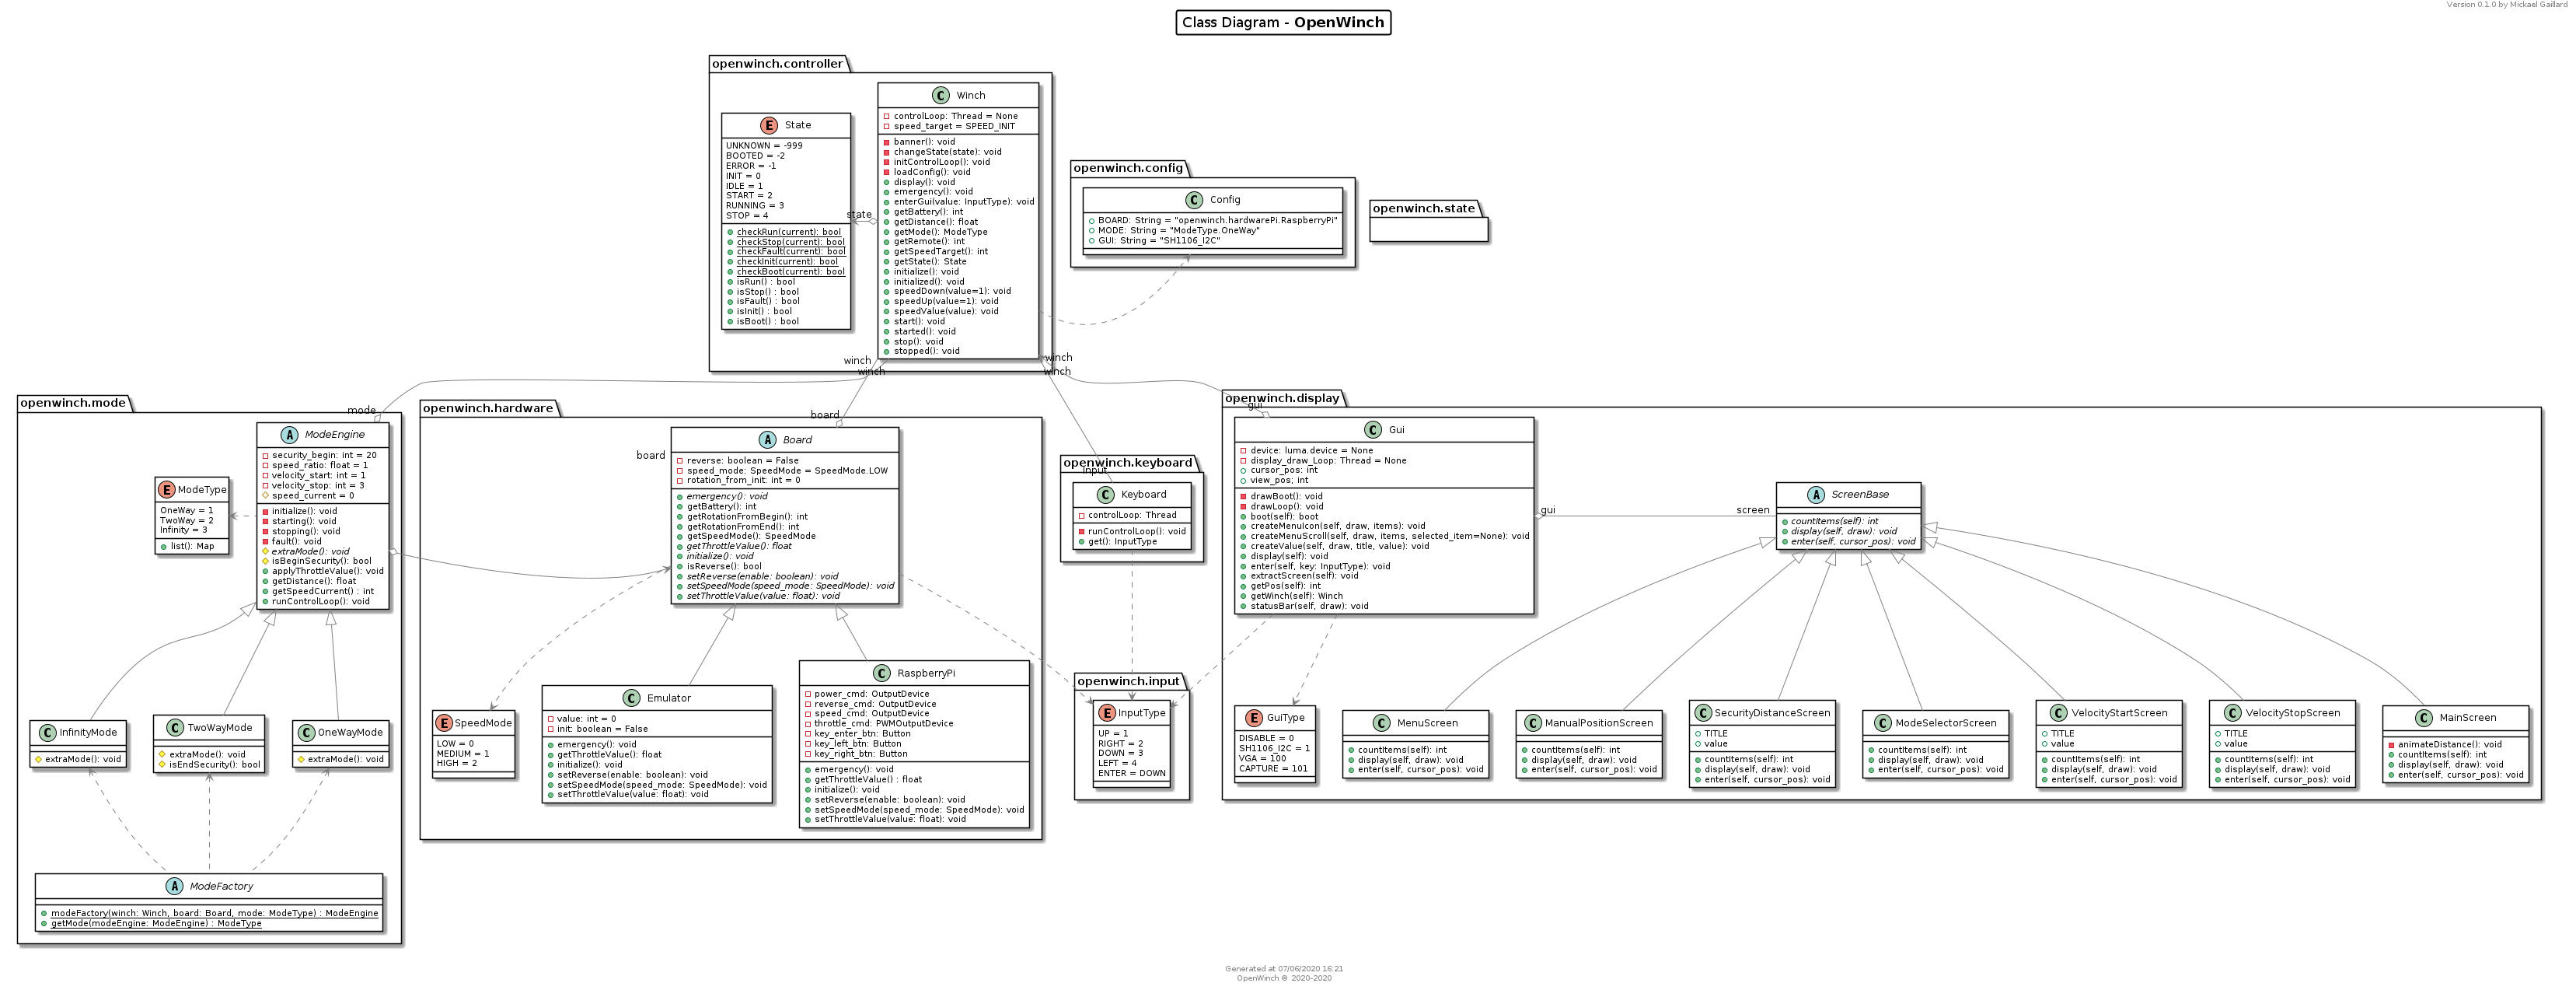 Version 0.1.0 by Mickael Gaillard
Class Diagram - OpenWinch
openwinch.controller
C Winch
controlLoop: Thread = None
speed_target = SPEED_INIT
banner(): void
changeState(state): void
initControlLoop(): void
loadConfig(): void
display(): void
emergency(): void
enterGui(value: InputType): void
getBattery(): int
getDistance(): float
getMode(): ModeType
getRemote(): int
getSpeedTarget(): int
getState(): State
initialize(): void
initialized(): void
speedDown(value=1): void
speedUp(value=1): void
speedValue(value): void
start(): void
started(): void
stop(): void
stopped(): void
E State
UNKNOWN = -999
BOOTED = -2
ERROR = -1
INIT = 0
IDLE = 1
START = 2
RUNNING = 3
STOP = 4
checkRun(current): bool
checkStop(current): bool
checkFault(current): bool
checkInit(current): bool
checkBoot(current): bool
isRun() : bool
isStop() : bool
isFault() : bool
isInit() : bool
isBoot() : bool
state
openwinch.config
C Config
BOARD: String = "openwinch.hardwarePi.RaspberryPi"
MODE: String = "ModeType.OneWay"
GUI: String = "SH1106_I2C"
openwinch.state
winch
winch
winch
winch
mode
board
board
Input
gui
gui
screen
openwinch.mode
A ModeEngine
security_begin: int = 20
speed_ratio: float = 1
velocity_start: int = 1
velocity_stop: int = 3
speed_current = 0
initialize(): void
starting(): void
stopping(): void
fault(): void
extraMode(): void
isBeginSecurity(): bool
applyThrottleValue(): void
getDistance(): float
getSpeedCurrent() : int
runControlLoop(): void
E ModeType
OneWay = 1
TwoWay = 2
Infinity = 3
list(): Map
C InfinityMode
extraMode(): void
C TwoWayMode
extraMode(): void
isEndSecurity(): bool
C OneWayMode
extraMode(): void
A ModeFactory
modeFactory(winch: Winch, board: Board, mode: ModeType) : ModeEngine
getMode(modeEngine: ModeEngine) : ModeType
openwinch.hardware
A Board
reverse: boolean = False
speed_mode: SpeedMode = SpeedMode.LOW
rotation_from_init: int = 0
emergency(): void
getBattery(): int
getRotationFromBegin(): int
getRotationFromEnd(): int
getSpeedMode(): SpeedMode
getThrottleValue(): float
initialize(): void
isReverse(): bool
setReverse(enable: boolean): void
setSpeedMode(speed_mode: SpeedMode): void
setThrottleValue(value: float): void
E SpeedMode
LOW = 0
MEDIUM = 1
HIGH = 2
C Emulator
value: int = 0
init: boolean = False
emergency(): void
getThrottleValue(): float
initialize(): void
setReverse(enable: boolean): void
setSpeedMode(speed_mode: SpeedMode): void
setThrottleValue(value: float): void
C RaspberryPi
power_cmd: OutputDevice
reverse_cmd: OutputDevice
speed_cmd: OutputDevice
throttle_cmd: PWMOutputDevice
key_enter_btn: Button
key_left_btn: Button
key_right_btn: Button
emergency(): void
getThrottleValue() : float
initialize(): void
setReverse(enable: boolean): void
setSpeedMode(speed_mode: SpeedMode): void
setThrottleValue(value: float): void
openwinch.keyboard
C Keyboard
controlLoop: Thread
runControlLoop(): void
get(): InputType
openwinch.input
E InputType
UP = 1
RIGHT = 2
DOWN = 3
LEFT = 4
ENTER = DOWN
openwinch.display
C Gui
device: luma.device = None
display_draw_Loop: Thread = None
cursor_pos: int
view_pos; int
drawBoot(): void
drawLoop(): void
boot(self): boot
createMenuIcon(self, draw, items): void
createMenuScroll(self, draw, items, selected_item=None): void
createValue(self, draw, title, value): void
display(self): void
enter(self, key: InputType): void
extractScreen(self): void
getPos(self): int
getWinch(self): Winch
statusBar(self, draw): void
A ScreenBase
countItems(self): int
display(self, draw): void
enter(self, cursor_pos): void
E GuiType
DISABLE = 0
SH1106_I2C = 1
VGA = 100
CAPTURE = 101
C MenuScreen
countItems(self): int
display(self, draw): void
enter(self, cursor_pos): void
C ManualPositionScreen
countItems(self): int
display(self, draw): void
enter(self, cursor_pos): void
C SecurityDistanceScreen
TITLE
value
countItems(self): int
display(self, draw): void
enter(self, cursor_pos): void
C ModeSelectorScreen
countItems(self): int
display(self, draw): void
enter(self, cursor_pos): void
C VelocityStartScreen
TITLE
value
countItems(self): int
display(self, draw): void
enter(self, cursor_pos): void
C VelocityStopScreen
TITLE
value
countItems(self): int
display(self, draw): void
enter(self, cursor_pos): void
C MainScreen
animateDistance(): void
countItems(self): int
display(self, draw): void
enter(self, cursor_pos): void
Generated at 07/06/2020 16:21
OpenWinch © 2020-2020